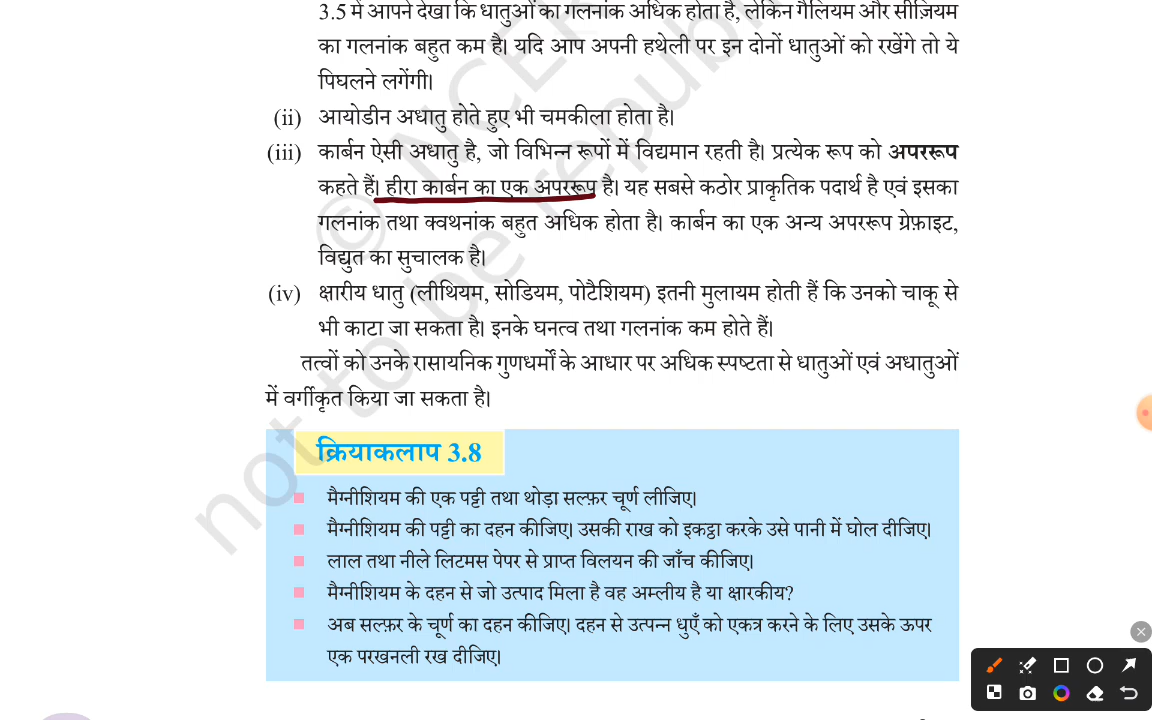 3.5 में आपने देखा कि धातुओं का गलनांक अधिक होता है, लेकिन गैलियम और सीज़ियम
का गलनांक बहुत कम है। यदि आप अपनी हथेली पर इन दोनों धातुओं को रखेंगे तो ये
पिघलने लगेंगी।
(ii) आयोडीन अधातु होते हुए भी चमकीला होता है।
(iii) कार्बन ऐसी अधातु है, जो विभिन्न रूपों में विद्यमान रहती है। प्रत्येक रूप को अपररूप
कहते हैं। हीरा कार्बन का एक अपररूप है। यह सबसे कठोर प्राकृतिक पदार्थ है एवं इसका
गलनांक तथा क्वथनांक बहुत अधिक होता है। कार्बन का एक अन्य अपररूप ग्रेफ़ाइट,
विद्युत का सुचालक है।
(iv) क्षारीय धातु (लीथियम, सोडियम, पोटैशियम) इतनी मुलायम होती हैं कि उनको चाकू से
भी काटा जा सकता है। इनके घनत्व तथा गलनांक कम होते हैं।
तत्वों को उनके रासायनिक गुणधर्मों के आधार पर अधिक स्पष्टता से धातुओं एवं अधातुओं
में वर्गीकृत किया जा सकता है।
क्रियाकलाप 3.8
मैग्नीशियम की एक पट्टी तथा थोड़ा सल्फ़र चूर्ण लीजिए।
मैग्नीशियम की पट्टी का दहन कीजिए। उसकी राख को इकट्ठा करके उसे पानी में घोल दीजिए।
लाल तथा नीले लिटमस पेपर से प्राप्त विलयन की जाँच कीजिए।
मैग्नीशियम के दहन से जो उत्पाद मिला है वह अम्लीय है या क्षारकीय?
अब सल्फ़र के चूर्ण का दहन कीजिए। दहन से उत्पन्न धुएँ को एकत्र करने के लिए उसके ऊपर
एक परखनली रख दीजिए।
© NCER
not to be republ